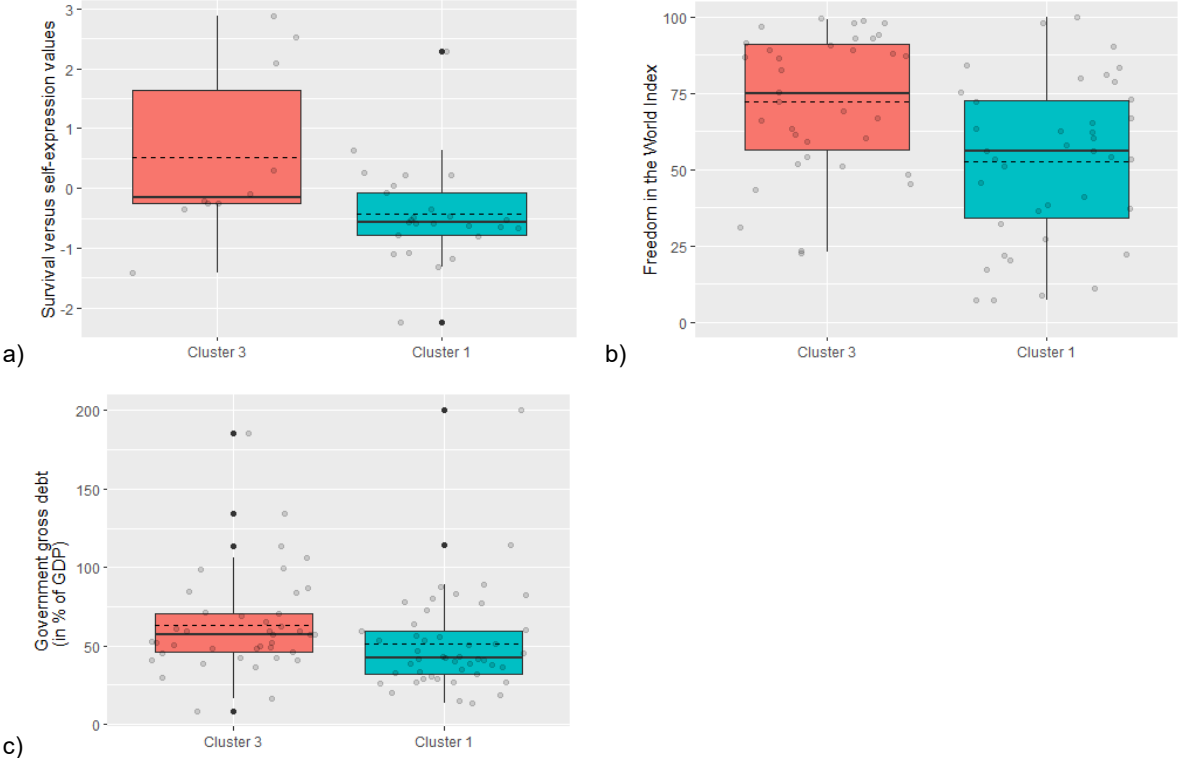 Survival versus self-expression values
3
2
1
0
-1
-2
Cluster 3
Cluster 1
a)
Freedom in the World Index
100
75
50
25
0
Cluster 3
Cluster 1
b)
Government gross debt
(in % of GDP)
200
150
100
50
0
Cluster 3
Cluster 1
c)